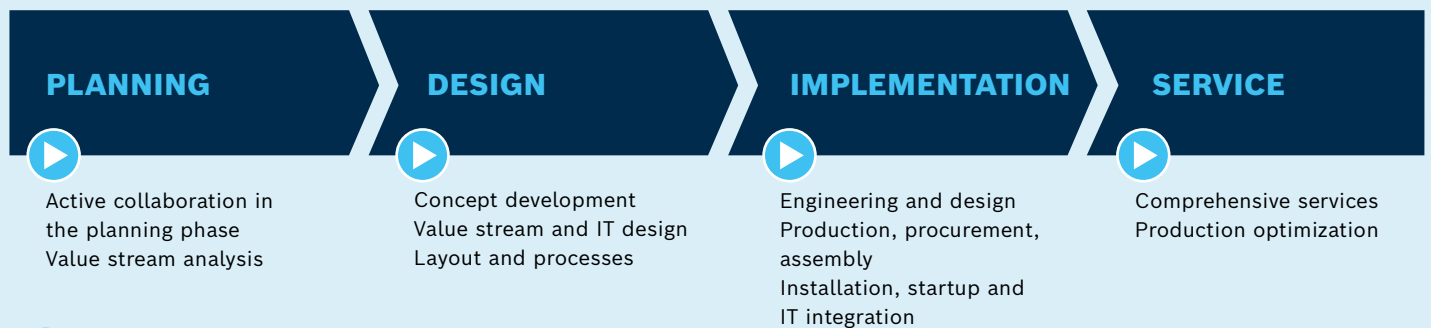 PLANNING
Active collaboration in
the planning phase
Value stream analysis
DESIGN
Concept development
Value stream and IT design
Layout and processes
IMPLEMENTATION
Engineering and design
Production, procurement,
assembly
Installation, startup and
IT integration
SERVICE
Comprehensive services
Production optimization